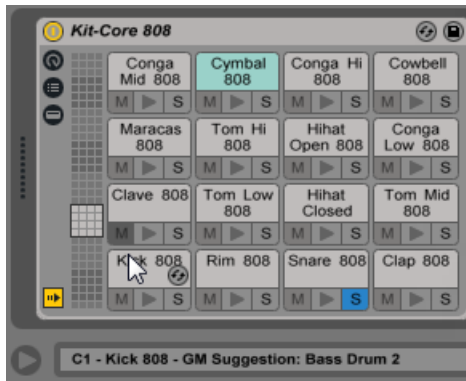 Kit-Core 808
Conga Mid 808
Cymbal 808
Conga Hi 808
Cowbell 808
M S M S M S M S
Maracas 808
Tom Hi 808
Hihat Open 808
Conga Low 808
M S M S M S M S
Clave 808
Tom Low 808
Hihat Closed
Tom Mid 808
M S M S M S M S
Kick 808
Rim 808
Snare 808
Clap 808
M S M S M S M S
C1 - Kick 808 - GM Suggestion: Bass Drum 2